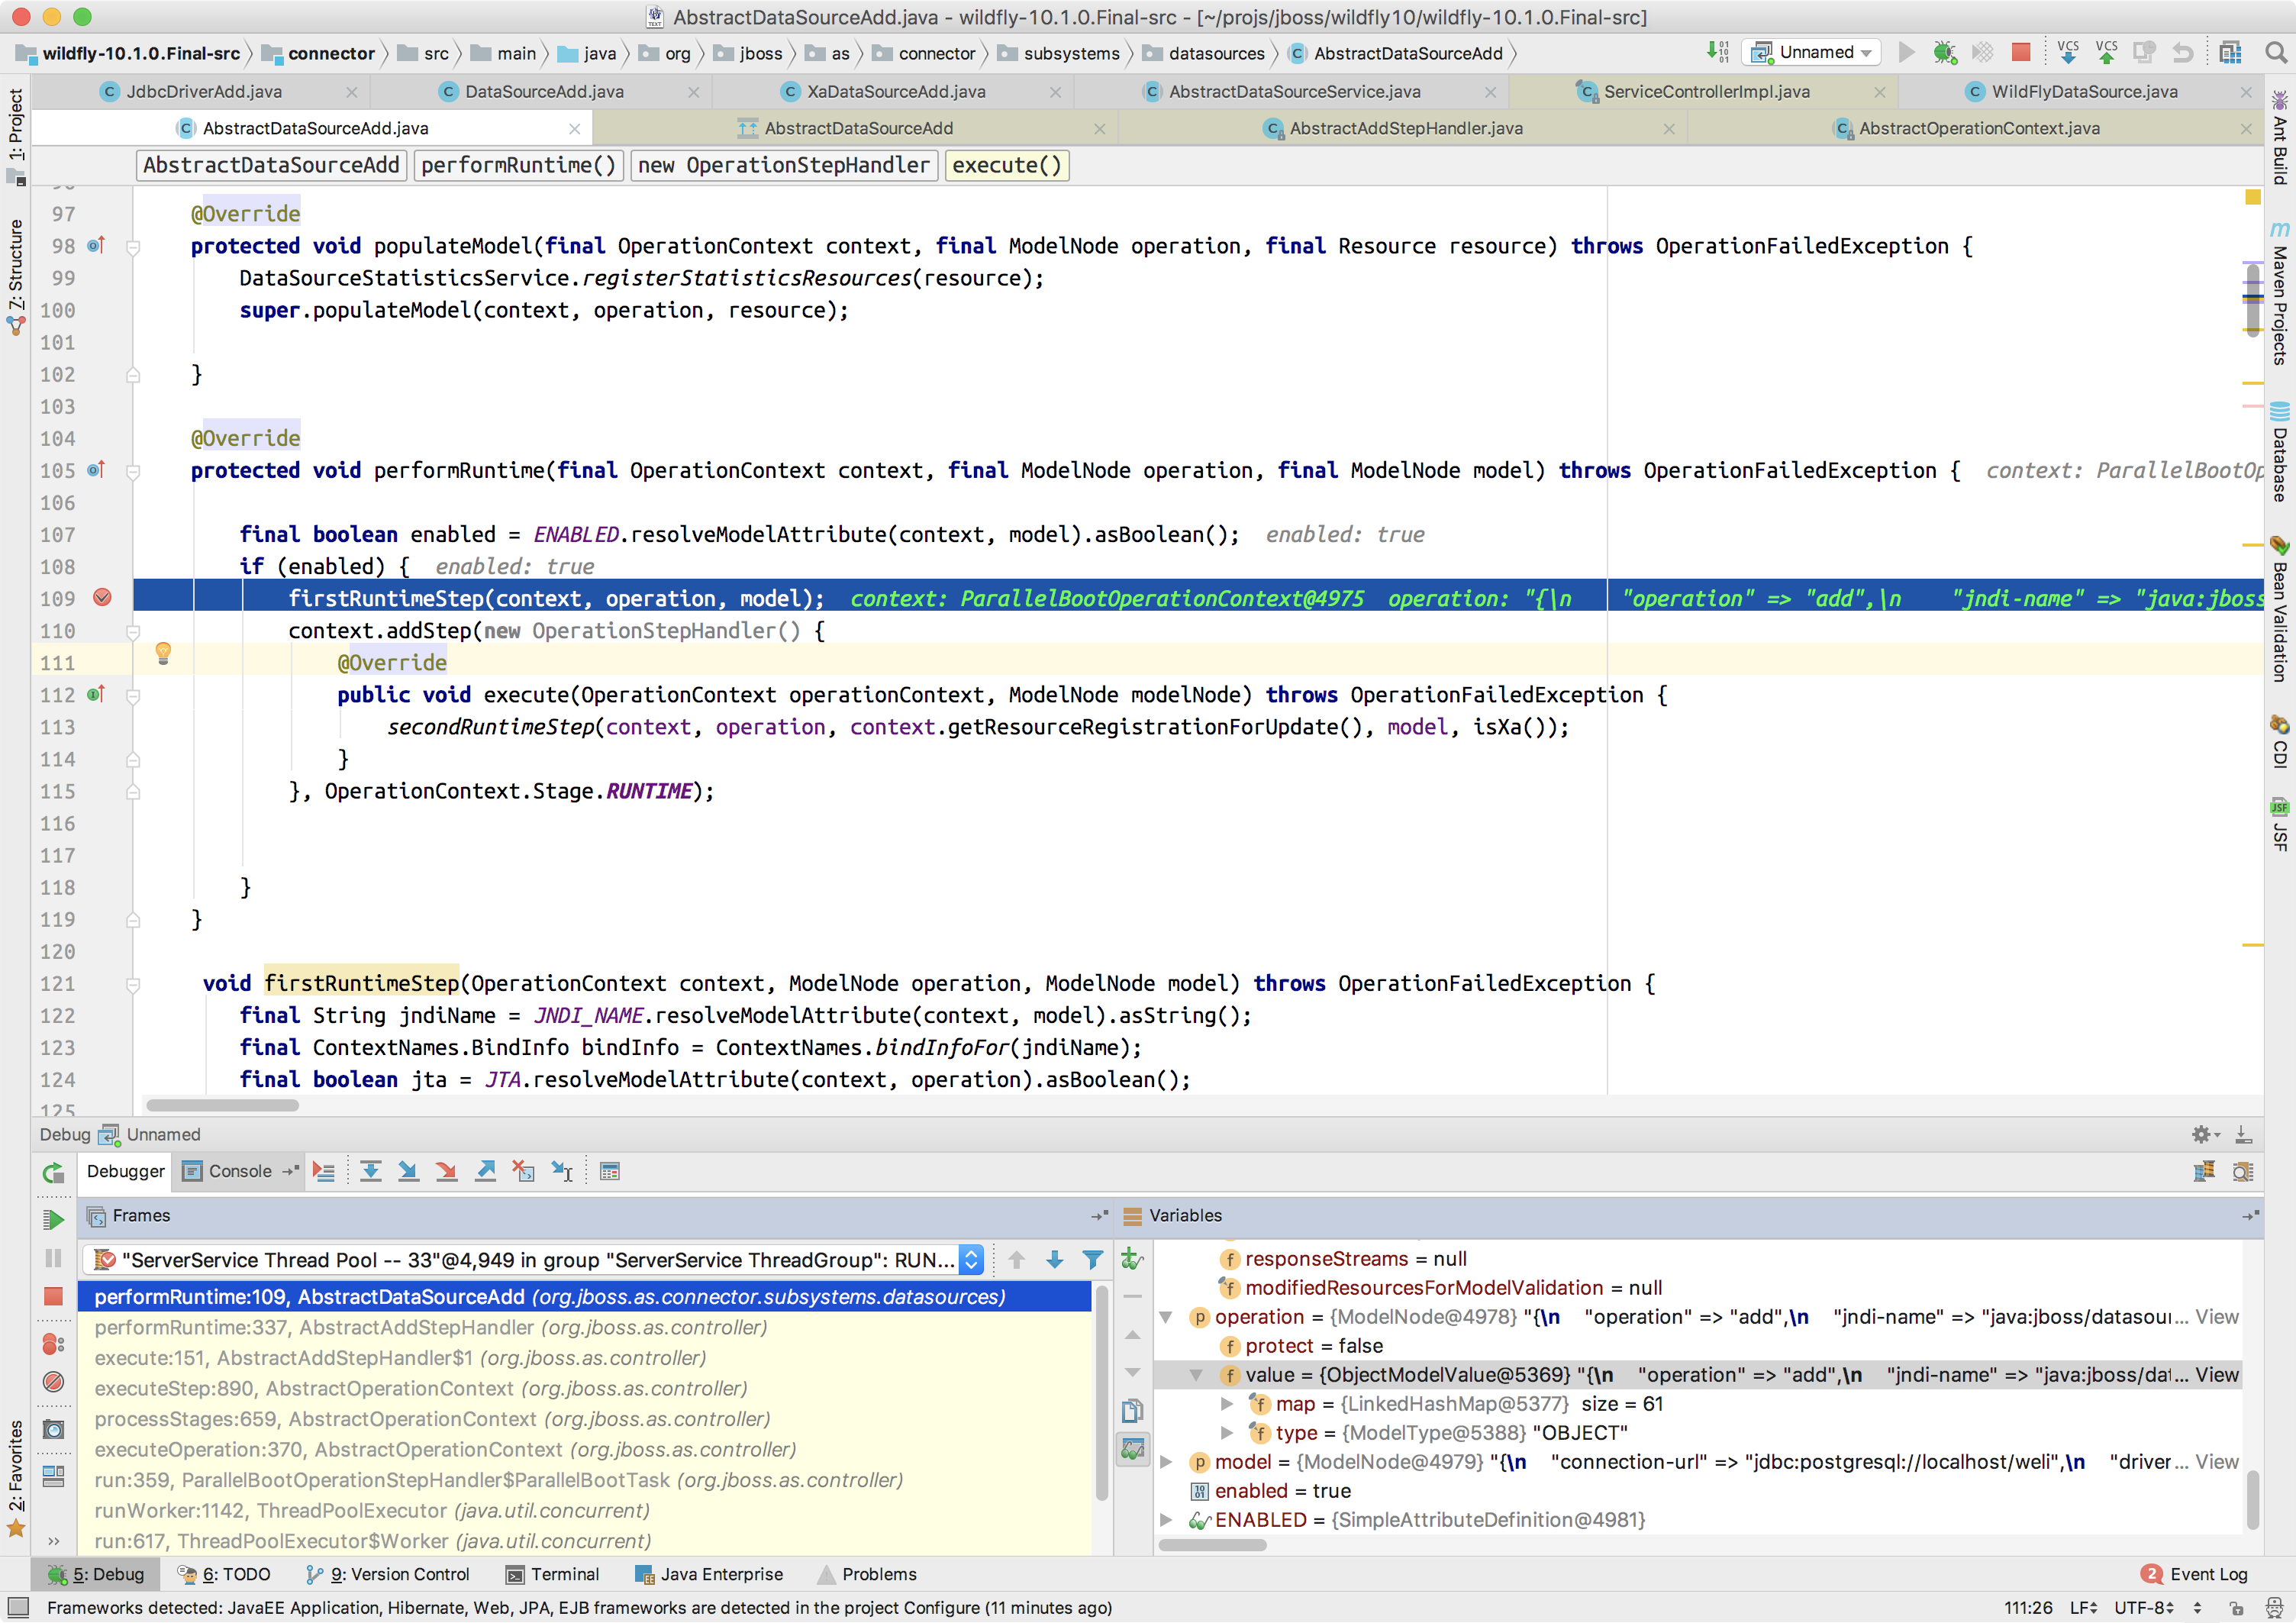 AbstractDataSourceAdd.java - wildfly-10.1.0.Final-src - [~/projs/jboss/wildfly10/wildfly-10.1.0.Final-src]
wildfly-10.1.0.Final-src connector src main java org jboss as connector subsystems datasources AbstractDataSourceAdd Unnamed VCS VCS
JdbcDriverAdd.java DataSourceAdd.java XaDataSourceAdd.java AbstractDataSourceService.java ServiceControllerImpl.java WildFlyDataSource.java
AbstractDataSourceAdd.java AbstractDataSourceAdd AbstractAddStepHandler.java AbstractOperationContext.java
AbstractDataSourceAdd performRuntime() new OperationStepHandler execute()
97 @Override
98 protected void populateModel(final OperationContext context, final ModelNode operation, final Resource resource) throws OperationFailedException {
99 DataSourceStatisticsService.registerStatisticsResources(resource);
100 super.populateModel(context, operation, resource);
101
102 }
103
104 @Override
105 protected void performRuntime(final OperationContext context, final ModelNode operation, final ModelNode model) throws OperationFailedException { context: ParallelBootOp
106
107 final boolean enabled = ENABLED.resolveModelAttribute(context, model).asBoolean(); enabled: true
108 if (enabled) { enabled: true
109 firstRuntimeStep(context, operation, model); context: ParallelBootOperationContext@4975 operation: "{\n "operation" => "add",\n "jndi-name" => "java:jboss
110 context.addStep(new OperationStepHandler() {
111 @Override
112 public void execute(OperationContext operationContext, ModelNode modelNode) throws OperationFailedException {
113 secondRuntimeStep(context, operation, context.getResourceRegistrationForUpdate(), model, isXa());
114 }
115 }, OperationContext.Stage.RUNTIME);
116
117
118 }
119 }
120
121 void firstRuntimeStep(OperationContext context, ModelNode operation, ModelNode model) throws OperationFailedException {
122 final String jndiName = JNDI_NAME.resolveModelAttribute(context, model).asString();
123 final ContextNames.BindInfo bindInfo = ContextNames.bindInfoFor(jndiName);
124 final boolean jta = JTA.resolveModelAttribute(context, operation).asBoolean();
125
1: Project
7: Structure
2: Favorites
Ant Build
Maven Projects
Database
Bean Validation
CDI
JSF
Debug Unnamed
Debugger Console
Frames
"ServerService Thread Pool -- 33"@4,949 in group "ServerService ThreadGroup": RUN...
performRuntime:109, AbstractDataSourceAdd (org.jboss.as.connector.subsystems.datasources)
performRuntime:337, AbstractAddStepHandler (org.jboss.as.controller)
execute:151, AbstractAddStepHandler$1 (org.jboss.as.controller)
executeStep:890, AbstractOperationContext (org.jboss.as.controller)
processStages:659, AbstractOperationContext (org.jboss.as.controller)
executeOperation:370, AbstractOperationContext (org.jboss.as.controller)
run:359, ParallelBootOperationStepHandler$ParallelBootTask (org.jboss.as.controller)
runWorker:1142, ThreadPoolExecutor (java.util.concurrent)
run:617, ThreadPoolExecutor$Worker (java.util.concurrent)
Variables
responseStreams = null
modifiedResourcesForModelValidation = null
operation = {ModelNode@4978} "{\n "operation" => "add",\n "jndi-name" => "java:jboss/datasour... View
protect = false
value = {ObjectModelValue@5369} "{\n "operation" => "add",\n "jndi-name" => "java:jboss/dat... View
map = {LinkedHashMap@5377} size = 61
type = {ModelType@5388} "OBJECT"
model = {ModelNode@4979} "{\n "connection-url" => "jdbc:postgresql://localhost/weli",\n "driver... View
enabled = true
ENABLED = {SimpleAttributeDefinition@4981}
5: Debug 6: TODO 9: Version Control Terminal Java Enterprise Problems 2 Event Log
Frameworks detected: JavaEE Application, Hibernate, Web, JPA, EJB frameworks are detected in the project Configure (11 minutes ago) 111:26 LF UTF-8